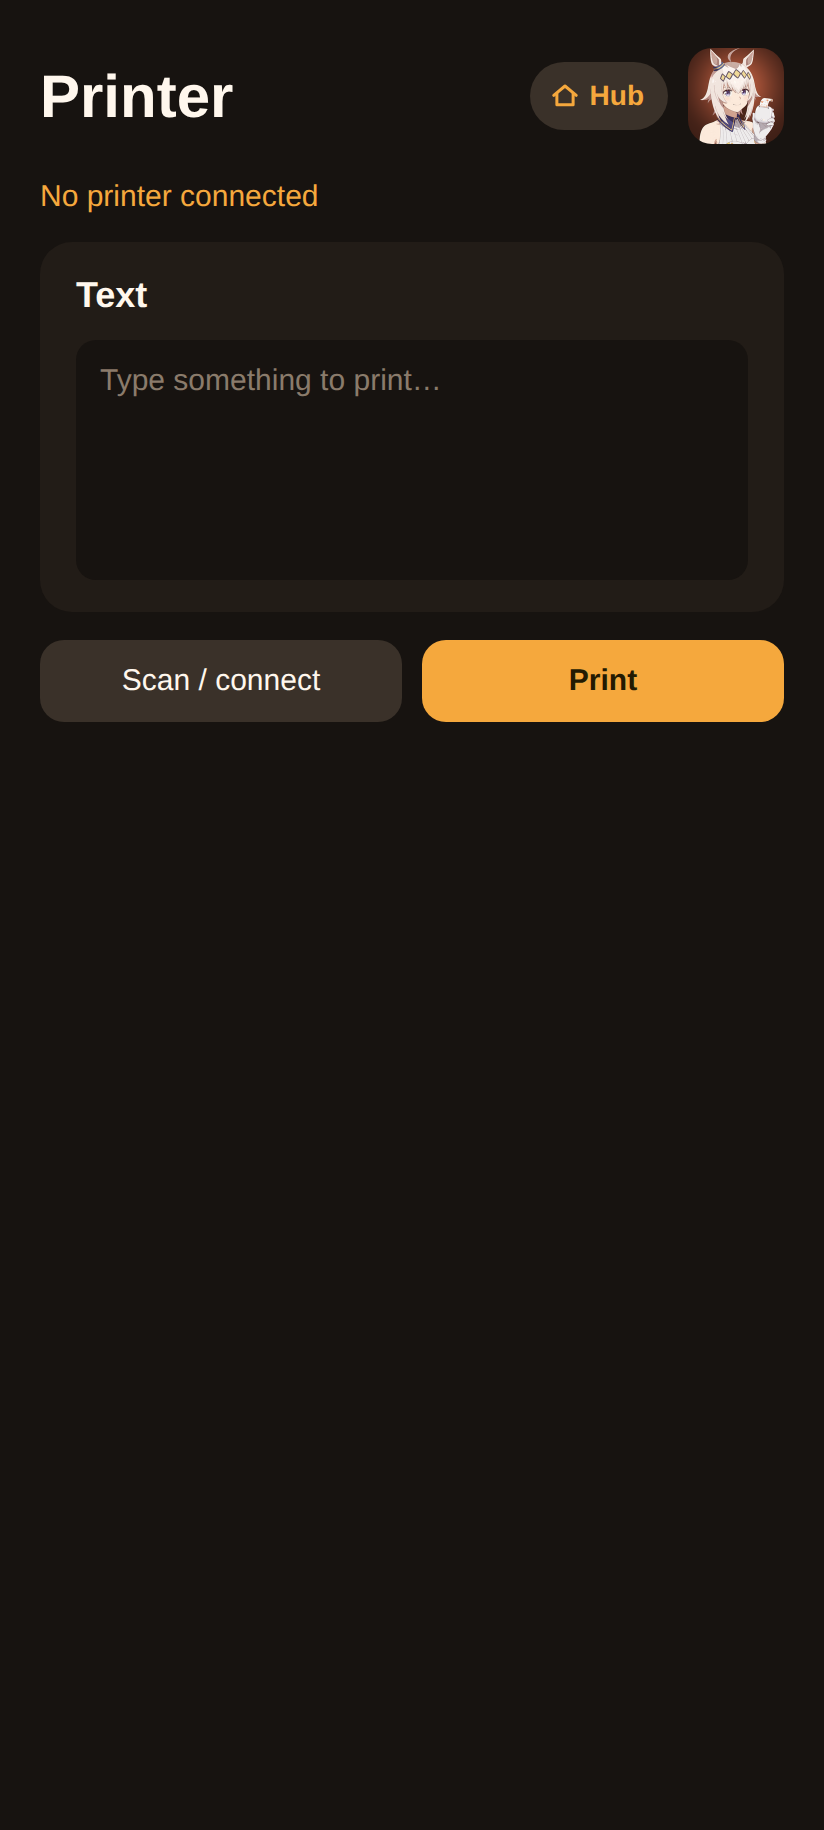 Printer
Hub
No printer connected
Text
Type something to print…
Scan / connect
Print